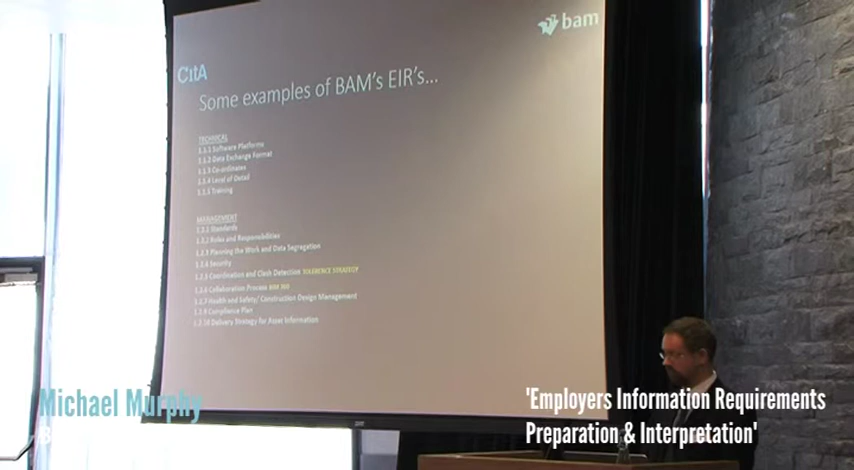 bam
CitA
Some examples of BAM's EIR's...
TECHNICAL
1.1.1 Software Platforms
1.1.2 Data Exchange Format
1.1.3 Co-ordinates
1.1.4 Level of Detail
1.1.5 Training
MANAGEMENT
1.2.1 Standards
1.2.2 Roles and Responsibilities
1.2.3 Planning the Work and Data Segregation
1.2.4 Security
1.2.5 Coordination and Clash Detection TOLERENCE STRATEGY
1.2.6 Collaboration Process BIM 360
1.2.7 Health and Safety/ Construction Design Management
1.2.9 Compliance Plan
1.2.10 Delivery Strategy for Asset Information
Michael Murphy
'Employers Information Requirements
Preparation & Interpretation'